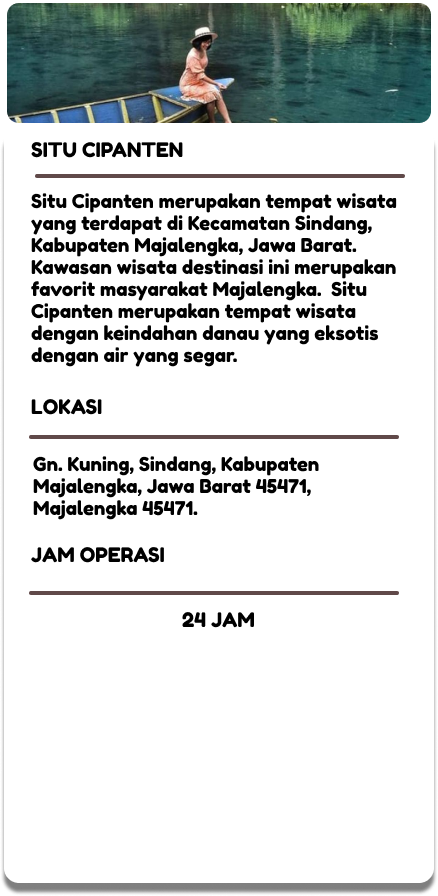 SITU CIPANTEN
Situ Cipanten merupakan tempat wisata
yang terdapat di Kecamatan Sindang,
Kabupaten Majalengka, Jawa Barat.
Kawasan wisata destinasi ini merupakan
favorit masyarakat Majalengka.  Situ
Cipanten merupakan tempat wisata
dengan keindahan danau yang eksotis
dengan air yang segar.
LOKASI
Gn. Kuning, Sindang, Kabupaten
Majalengka, Jawa Barat 45471,
Majalengka 45471.
JAM OPERASI
24 JAM